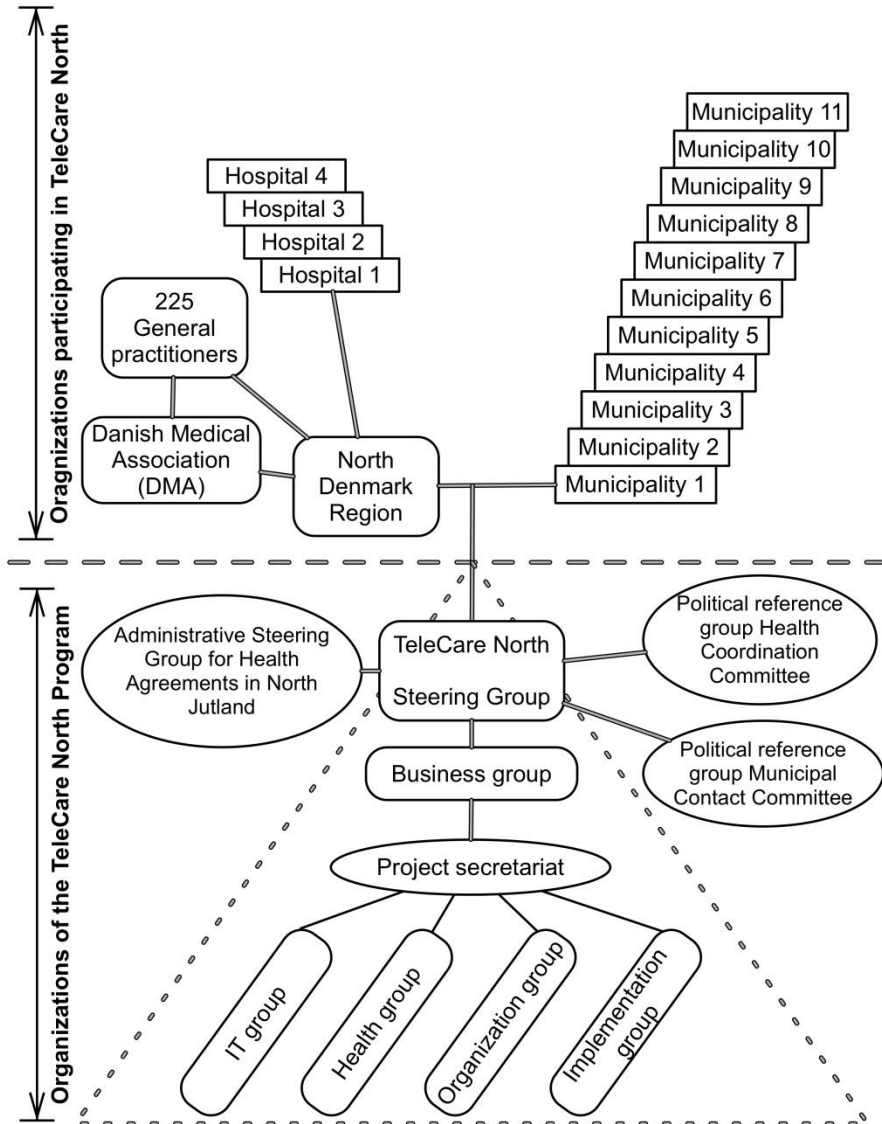 Oragnizations participating in TeleCare North
Municipality 11
Municipality 10
Municipality 9
Municipality 8
Municipality 7
Municipality 6
Municipality 5
Municipality 4
Municipality 3
Municipality 2
Municipality 1
Hospital 4
Hospital 3
Hospital 2
Hospital 1
225
General
practitioners
Danish Medical
Association
(DMA)
North
Denmark
Region
Organizations of the TeleCare North Program
Administrative Steering
Group for Health
Agreements in North
Jutland
TeleCare North
Steering Group
Political reference
group Health
Coordination
Committee
Political reference
group Municipal
Contact Committee
Business group
Project secretariat
IT group
Health group
Organization group
Implementation
group